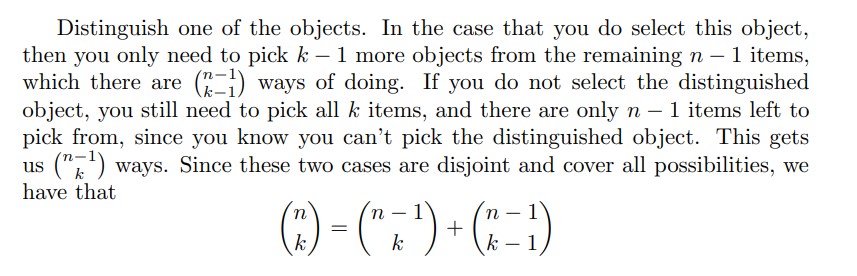 Distinguish one of the objects. In the case that you do select this object,
then you only need to pick k − 1 more objects from the remaining n − 1 items,
which there are \binom{n−1}{k−1} ways of doing. If you do not select the distinguished
object, you still need to pick all k items, and there are only n − 1 items left to
pick from, since you know you can't pick the distinguished object. This gets
us \binom{n−1}{k} ways. Since these two cases are disjoint and cover all possibilities, we
have that
\binom{n}{k} = \binom{n − 1}{k} + \binom{n − 1}{k − 1}